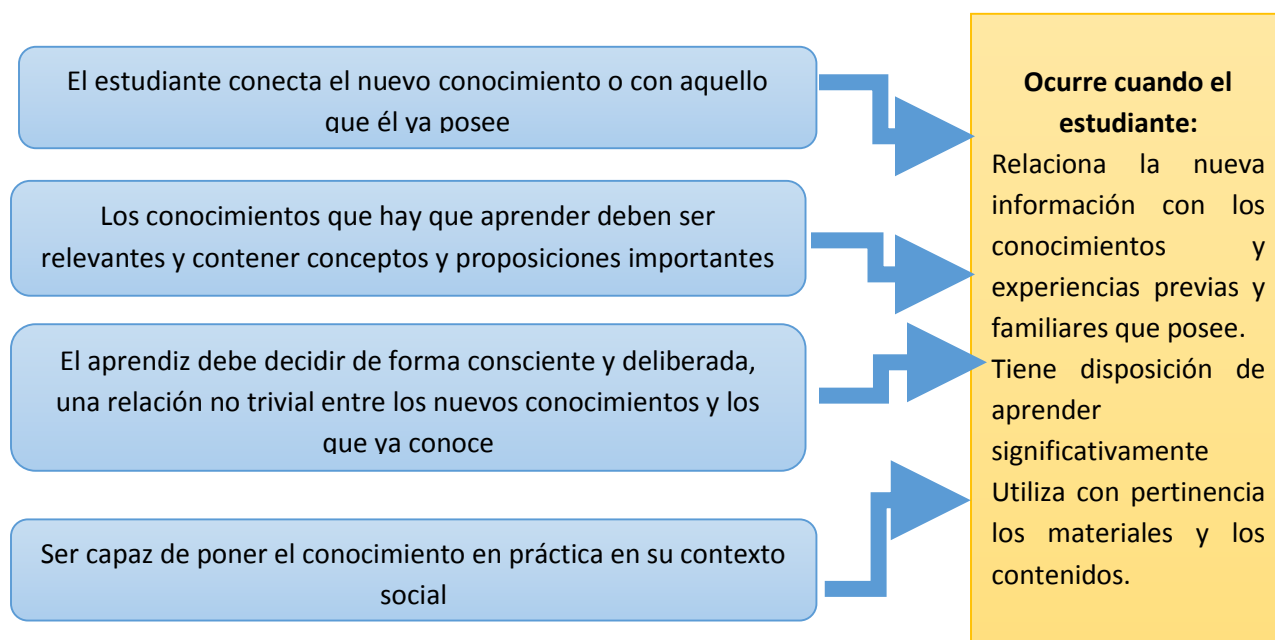 El estudiante conecta el nuevo conocimiento o con aquello
que él ya posee
Los conocimientos que hay que aprender deben ser
relevantes y contener conceptos y proposiciones importantes
El aprendiz debe decidir de forma consciente y deliberada,
una relación no trivial entre los nuevos conocimientos y los
que ya conoce
Ser capaz de poner el conocimiento en práctica en su contexto
social
Ocurre cuando el
estudiante:
Relaciona la nueva
información con los
conocimientos y
experiencias previas y
familiares que posee.
Tiene disposición de
aprender
significativamente
Utiliza con pertinencia
los materiales y los
contenidos.